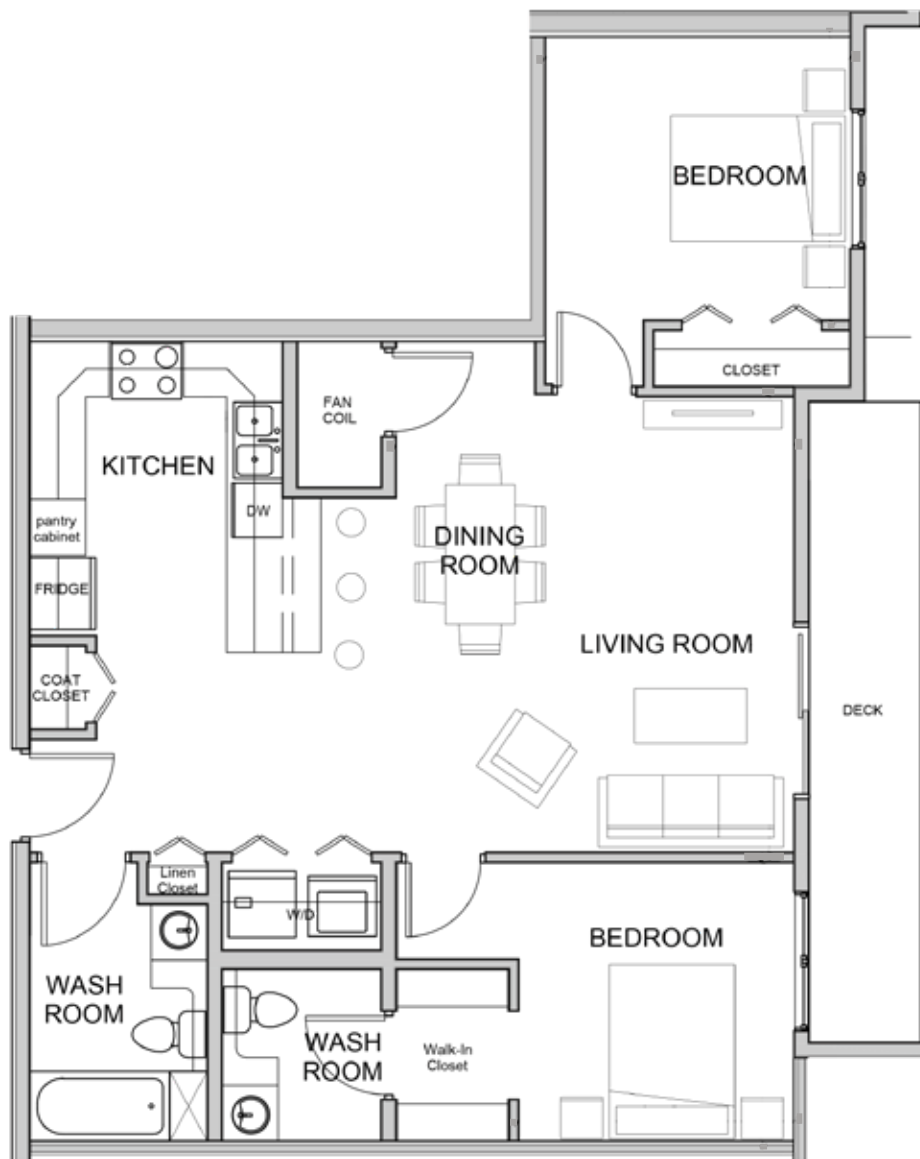 BEDROOM
CLOSET
FAN
COIL
KITCHEN
DW
pantry
cabinet
DINING
ROOM
FRIDGE
LIVING ROOM
COAT
CLOSET
DECK
Linen
Closet
W/D
BEDROOM
WASH
ROOM
WASH
ROOM
Walk-In
Closet